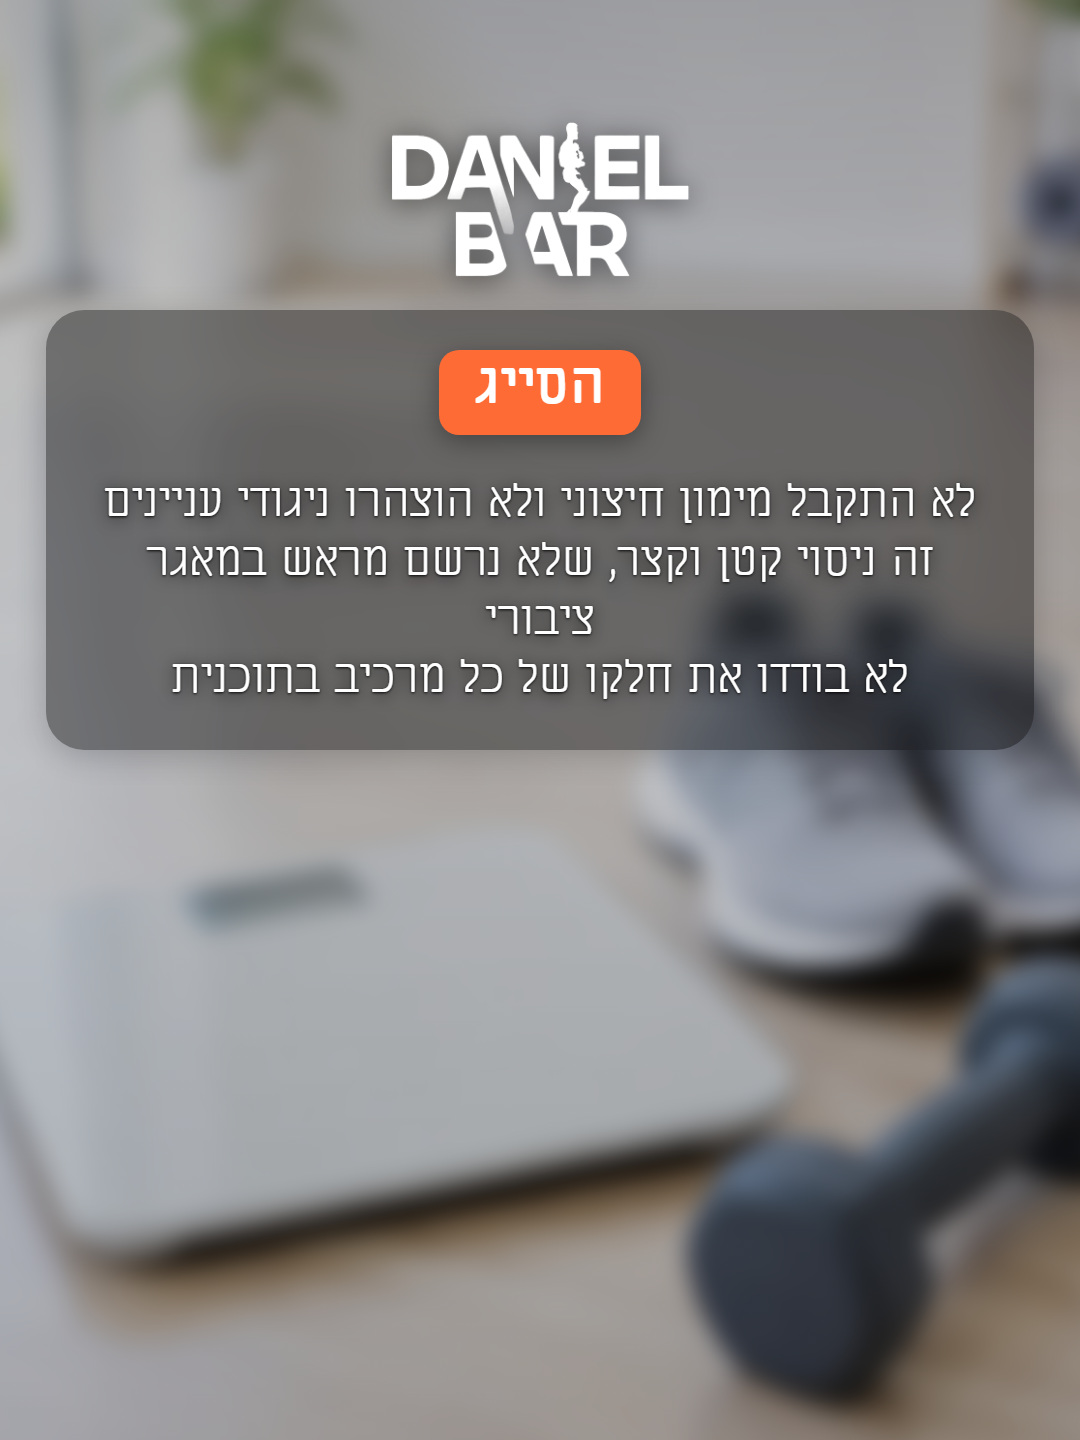 DANIEL
BAR
הסייג
לא התקבל מימון חיצוני ולא הוצהרו ניגודי עניינים
זה ניסוי קטן וקצר, שלא נרשם מראש במאגר
ציבורי
לא בודדו את חלקו של כל מרכיב בתוכנית